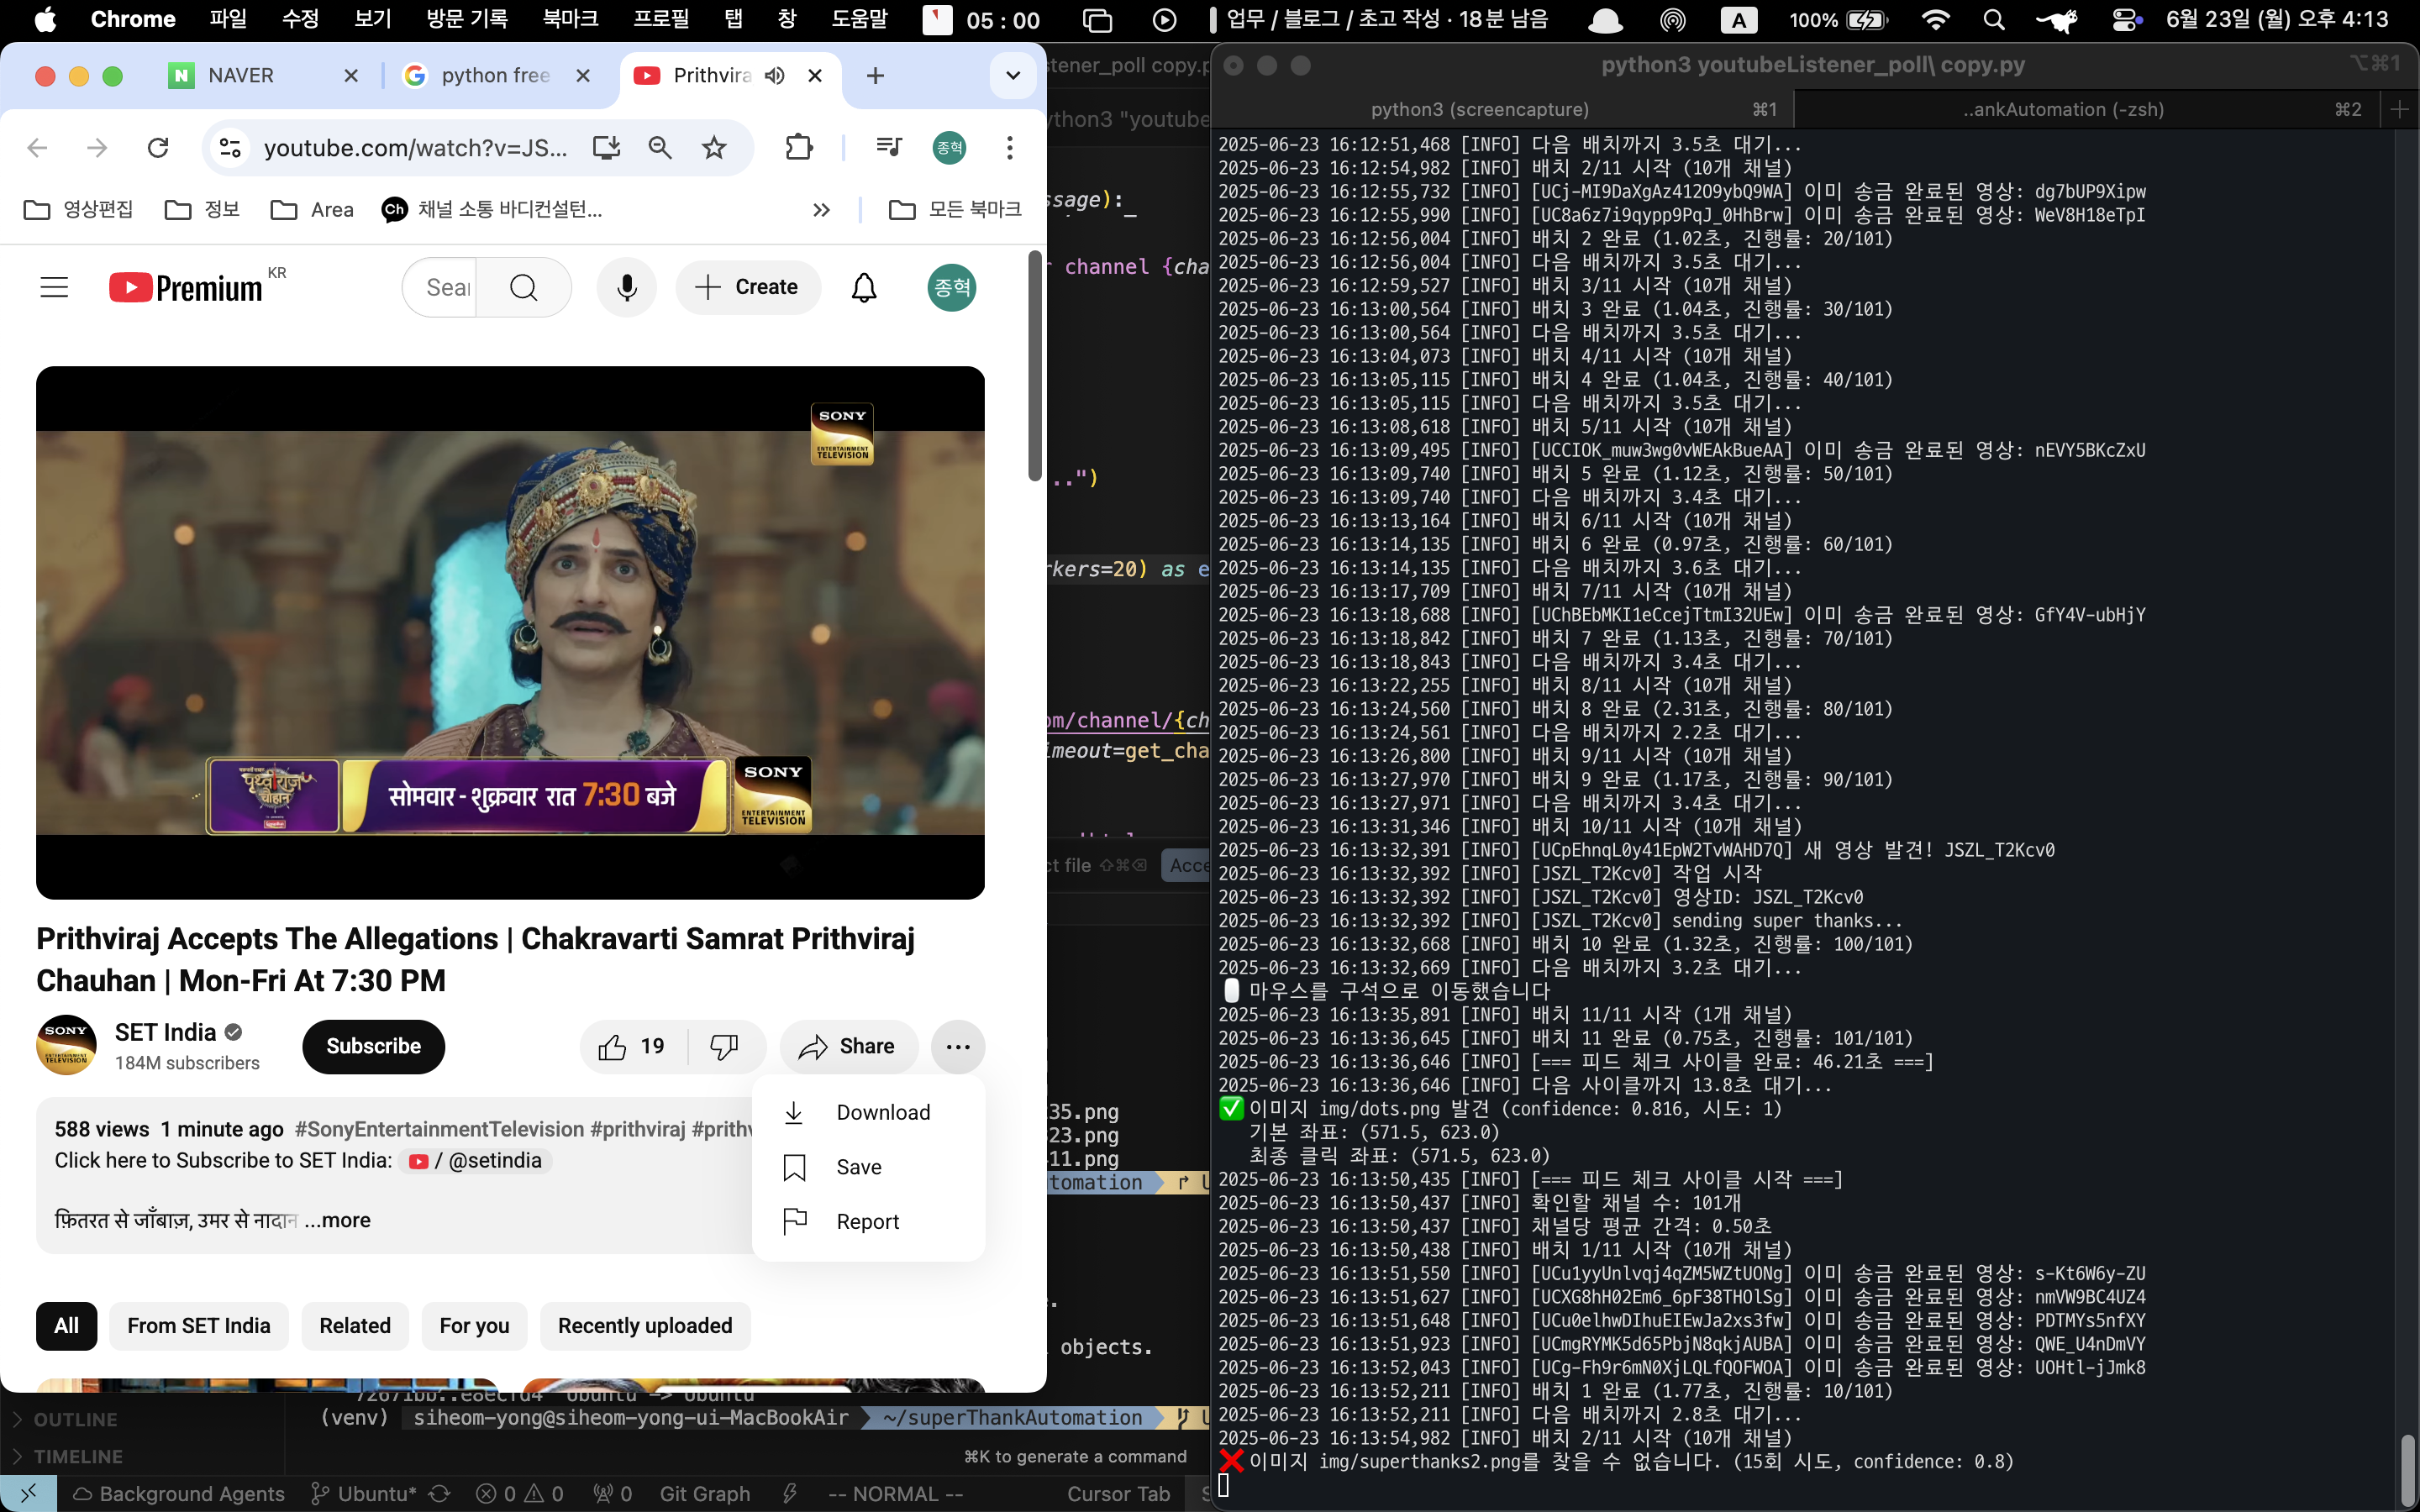 Chrome 파일 수정 보기 방문 기록 북마크 프로필 탭 창 도움말 05 : 00 업무 / 블로그 / 초고 작성 · 18분 남음 A 100% 6월 23일 (월) 오후 4:13
NAVER
python free
Prithvira
youtube.com/watch?v=JS...
종혁
영상편집
정보
Area
채널 소통 바디컨설턴...
모든 북마크
Premium KR
Create
종혁
SONY
ENTERTAINMENT
TELEVISION
पृथ्वीराज
चौहान
सोमवार - शुक्रवार रात 7:30 बजे
SONY
ENTERTAINMENT
TELEVISION
Prithviraj Accepts The Allegations | Chakravarti Samrat Prithviraj
Chauhan | Mon-Fri At 7:30 PM
SET India
184M subscribers
Subscribe
19
Share
Download
Save
Report
588 views 1 minute ago #SonyEntertainmentTelevision #prithviraj
Click here to Subscribe to SET India: / @setindia
फ़ितरत से जाँबाज़, उमर से नादान ...more
All
From SET India
Related
For you
Recently uploaded
channel
..")
=20) as
35.png
23.png
11.png
objects.
(venv) siheom-yong@siheom-yong-ui-MacBookAir ~/superThankAutomation
⌘K to generate a command
OUTLINE
TIMELINE
Background Agents Ubuntu* 0 0 0 Git Graph -- NORMAL -- Cursor Tab
python3 youtubeListener_poll\ copy.py ⌥⌘1
python3 (screencapture) ⌘1 ..ankAutomation (-zsh) ⌘2
2025-06-23 16:12:51,468 [INFO] 다음 배치까지 3.5초 대기...
2025-06-23 16:12:54,982 [INFO] 배치 2/11 시작 (10개 채널)
2025-06-23 16:12:55,732 [INFO] [UCj-MI9DaXgAz412O9ybQ9WA] 이미 송금 완료된 영상: dg7bUP9Xipw
2025-06-23 16:12:55,990 [INFO] [UC8a6z7i9qypp9PqJ_0HhBrw] 이미 송금 완료된 영상: WeV8H18eTpI
2025-06-23 16:12:56,004 [INFO] 배치 2 완료 (1.02초, 진행률: 20/101)
2025-06-23 16:12:56,004 [INFO] 다음 배치까지 3.5초 대기...
2025-06-23 16:12:59,527 [INFO] 배치 3/11 시작 (10개 채널)
2025-06-23 16:13:00,564 [INFO] 배치 3 완료 (1.04초, 진행률: 30/101)
2025-06-23 16:13:00,564 [INFO] 다음 배치까지 3.5초 대기...
2025-06-23 16:13:04,073 [INFO] 배치 4/11 시작 (10개 채널)
2025-06-23 16:13:05,115 [INFO] 배치 4 완료 (1.04초, 진행률: 40/101)
2025-06-23 16:13:05,115 [INFO] 다음 배치까지 3.5초 대기...
2025-06-23 16:13:08,618 [INFO] 배치 5/11 시작 (10개 채널)
2025-06-23 16:13:09,495 [INFO] [UCCIOK_muw3wg0vWEAkBueAA] 이미 송금 완료된 영상: nEVY5BKcZxU
2025-06-23 16:13:09,740 [INFO] 배치 5 완료 (1.12초, 진행률: 50/101)
2025-06-23 16:13:09,740 [INFO] 다음 배치까지 3.4초 대기...
2025-06-23 16:13:13,164 [INFO] 배치 6/11 시작 (10개 채널)
2025-06-23 16:13:14,135 [INFO] 배치 6 완료 (0.97초, 진행률: 60/101)
2025-06-23 16:13:14,135 [INFO] 다음 배치까지 3.6초 대기...
2025-06-23 16:13:17,709 [INFO] 배치 7/11 시작 (10개 채널)
2025-06-23 16:13:18,688 [INFO] [UChBEbMKI1eCcejTtmI32UEw] 이미 송금 완료된 영상: GfY4V-ubHjY
2025-06-23 16:13:18,842 [INFO] 배치 7 완료 (1.13초, 진행률: 70/101)
2025-06-23 16:13:18,843 [INFO] 다음 배치까지 3.4초 대기...
2025-06-23 16:13:22,255 [INFO] 배치 8/11 시작 (10개 채널)
2025-06-23 16:13:24,560 [INFO] 배치 8 완료 (2.31초, 진행률: 80/101)
2025-06-23 16:13:24,561 [INFO] 다음 배치까지 2.2초 대기...
2025-06-23 16:13:26,800 [INFO] 배치 9/11 시작 (10개 채널)
2025-06-23 16:13:27,970 [INFO] 배치 9 완료 (1.17초, 진행률: 90/101)
2025-06-23 16:13:27,971 [INFO] 다음 배치까지 3.4초 대기...
2025-06-23 16:13:31,346 [INFO] 배치 10/11 시작 (10개 채널)
2025-06-23 16:13:32,391 [INFO] [UCpEhnqL0y41EpW2TvWAHD7Q] 새 영상 발견! JSZL_T2Kcv0
2025-06-23 16:13:32,392 [INFO] [JSZL_T2Kcv0] 작업 시작
2025-06-23 16:13:32,392 [INFO] [JSZL_T2Kcv0] 영상ID: JSZL_T2Kcv0
2025-06-23 16:13:32,392 [INFO] [JSZL_T2Kcv0] sending super thanks...
2025-06-23 16:13:32,668 [INFO] 배치 10 완료 (1.32초, 진행률: 100/101)
2025-06-23 16:13:32,669 [INFO] 다음 배치까지 3.2초 대기...
마우스를 구석으로 이동했습니다
2025-06-23 16:13:35,891 [INFO] 배치 11/11 시작 (1개 채널)
2025-06-23 16:13:36,645 [INFO] 배치 11 완료 (0.75초, 진행률: 101/101)
2025-06-23 16:13:36,646 [INFO] [=== 피드 체크 사이클 완료: 46.21초 ===]
2025-06-23 16:13:36,646 [INFO] 다음 사이클까지 13.8초 대기...
✅ 이미지 img/dots.png 발견 (confidence: 0.816, 시도: 1)
기본 좌표: (571.5, 623.0)
최종 클릭 좌표: (571.5, 623.0)
2025-06-23 16:13:50,435 [INFO] [=== 피드 체크 사이클 시작 ===]
2025-06-23 16:13:50,437 [INFO] 확인할 채널 수: 101개
2025-06-23 16:13:50,437 [INFO] 채널당 평균 간격: 0.50초
2025-06-23 16:13:50,438 [INFO] 배치 1/11 시작 (10개 채널)
2025-06-23 16:13:51,550 [INFO] [UCu1yyUnlvqj4qZM5WZtUONg] 이미 송금 완료된 영상: s-Kt6W6y-ZU
2025-06-23 16:13:51,627 [INFO] [UCXG8hH02Em6_6pF38THOlSg] 이미 송금 완료된 영상: nmVW9BC4UZ4
2025-06-23 16:13:51,648 [INFO] [UCu0elhwDIhuEIEwJa2xs3fw] 이미 송금 완료된 영상: PDTMYs5nfXY
2025-06-23 16:13:51,923 [INFO] [UCmgRYMK5d65PbjN8qkjAUBA] 이미 송금 완료된 영상: QWE_U4nDmVY
2025-06-23 16:13:52,043 [INFO] [UCg-Fh9r6mN0XjLQLfQOFWOA] 이미 송금 완료된 영상: UOHtl-jJmk8
2025-06-23 16:13:52,211 [INFO] 배치 1 완료 (1.77초, 진행률: 10/101)
2025-06-23 16:13:52,211 [INFO] 다음 배치까지 2.8초 대기...
2025-06-23 16:13:54,982 [INFO] 배치 2/11 시작 (10개 채널)
❌ 이미지 img/superthanks2.png를 찾을 수 없습니다. (15회 시도, confidence: 0.8)